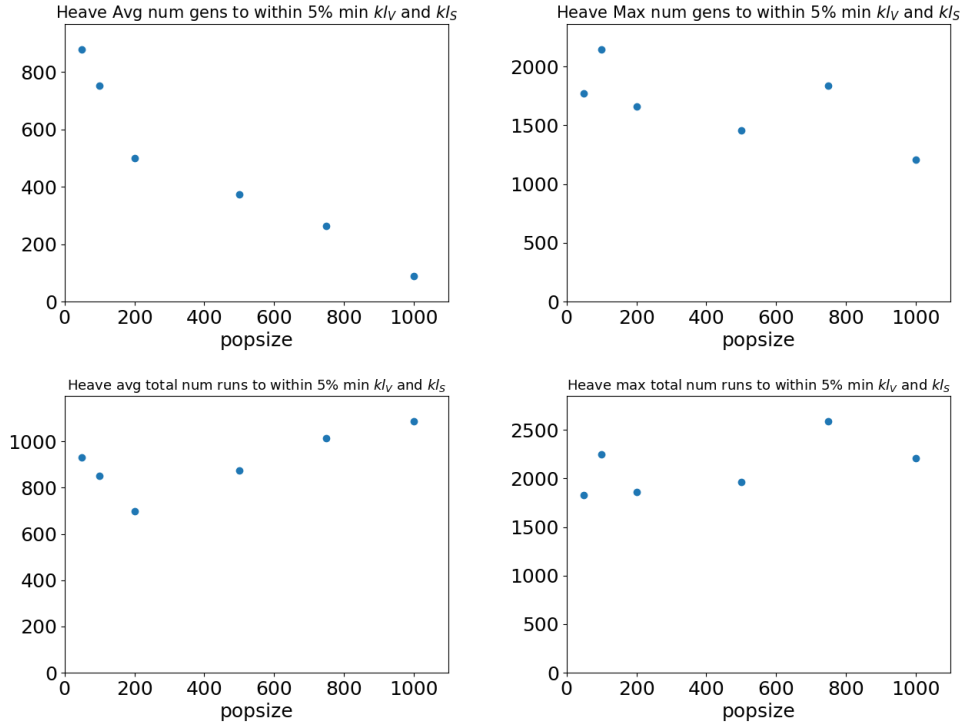 Heave Avg num gens to within 5% min kl_V and kl_S
800
600
400
200
0
0 200 400 600 800 1000
popsize
Heave Max num gens to within 5% min kl_V and kl_S
2000
1500
1000
500
0
0 200 400 600 800 1000
popsize
Heave avg total num runs to within 5% min kl_V and kl_S
1000
800
600
400
200
0
0 200 400 600 800 1000
popsize
Heave max total num runs to within 5% min kl_V and kl_S
2500
2000
1500
1000
500
0
0 200 400 600 800 1000
popsize